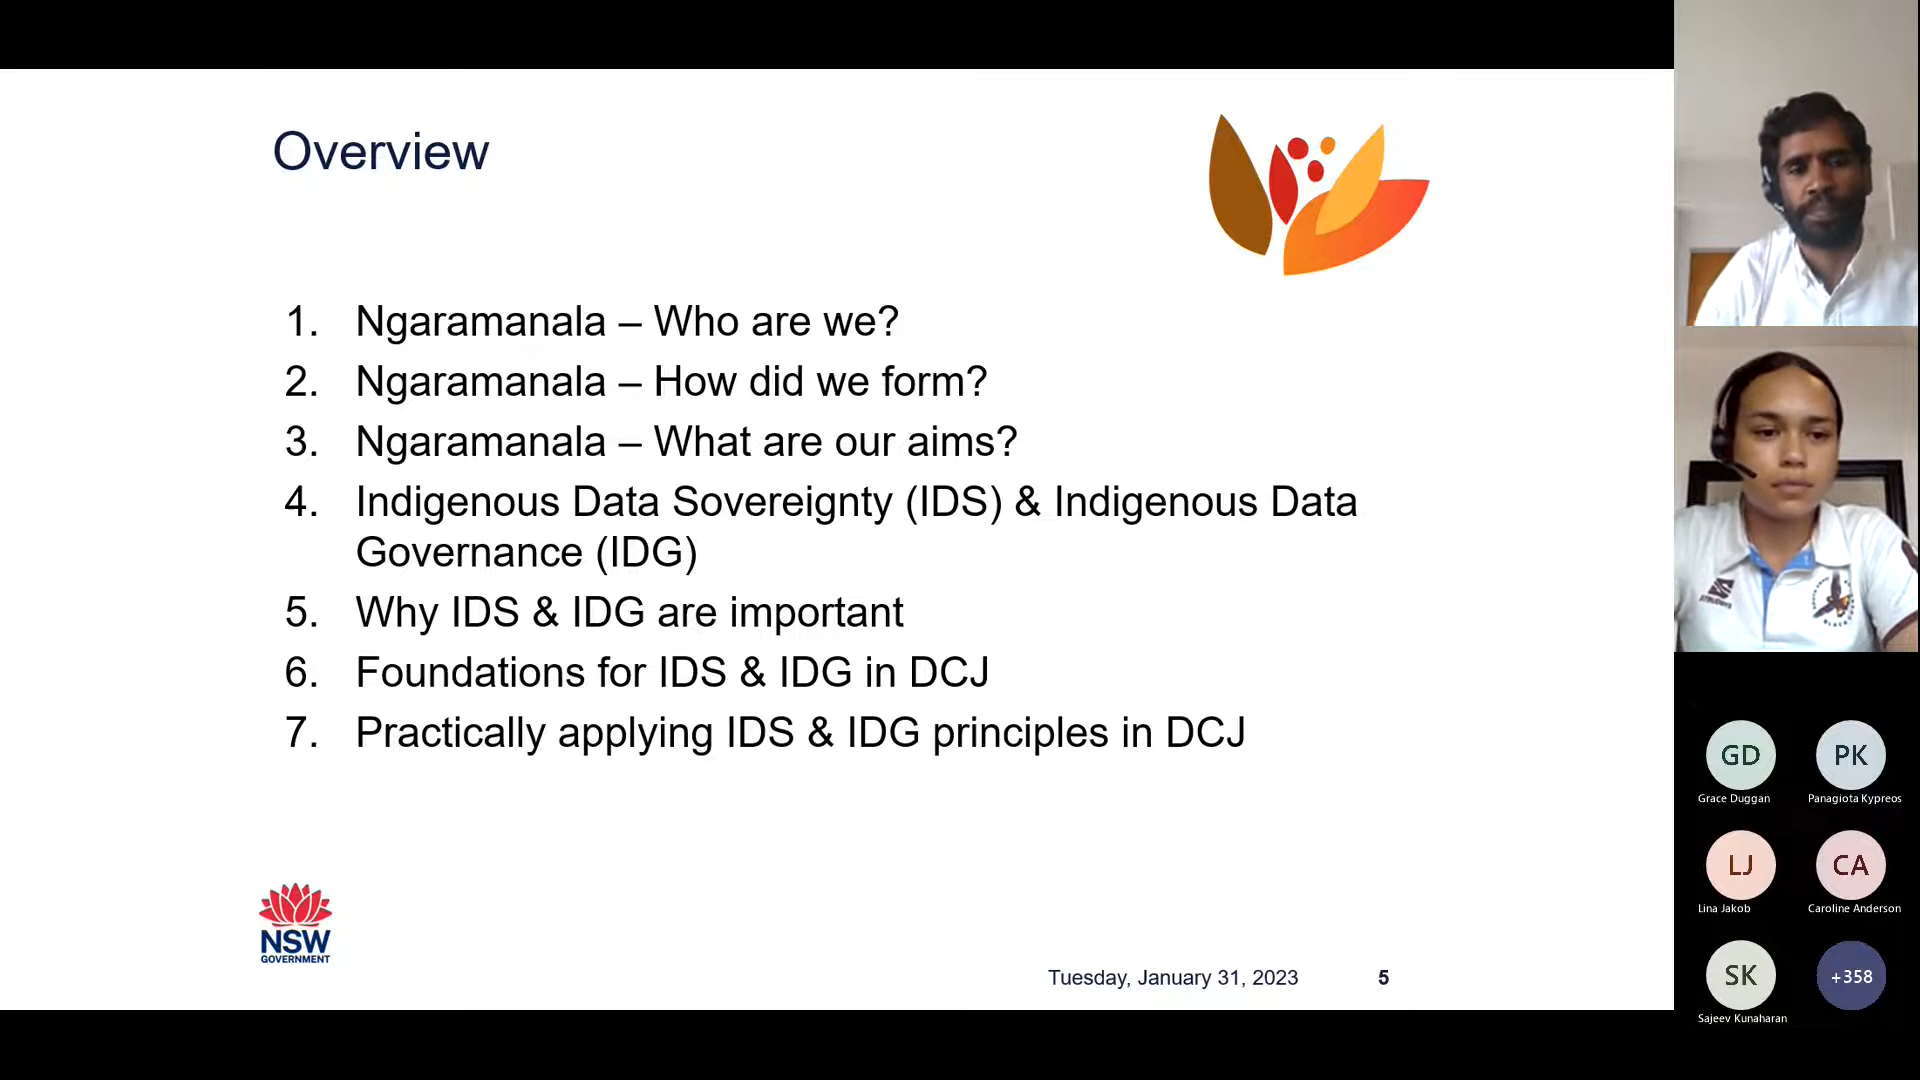 Overview
1. Ngaramanala – Who are we?
2. Ngaramanala – How did we form?
3. Ngaramanala – What are our aims?
4. Indigenous Data Sovereignty (IDS) & Indigenous Data
Governance (IDG)
5. Why IDS & IDG are important
6. Foundations for IDS & IDG in DCJ
7. Practically applying IDS & IDG principles in DCJ
NSW
GOVERNMENT
Tuesday, January 31, 2023 5
GD PK
Grace Duggan Panagiota Kypreos
LJ CA
Lina Jakob Caroline Anderson
SK +358
Sajeev Kunaharan